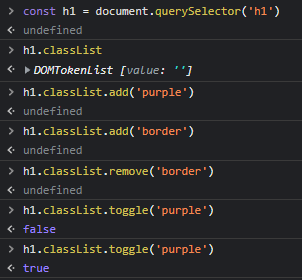 const h1 = document.querySelector('h1')
undefined
h1.classList
DOMTokenList [value: '']
h1.classList.add('purple')
undefined
h1.classList.add('border')
undefined
h1.classList.remove('border')
undefined
h1.classList.toggle('purple')
false
h1.classList.toggle('purple')
true